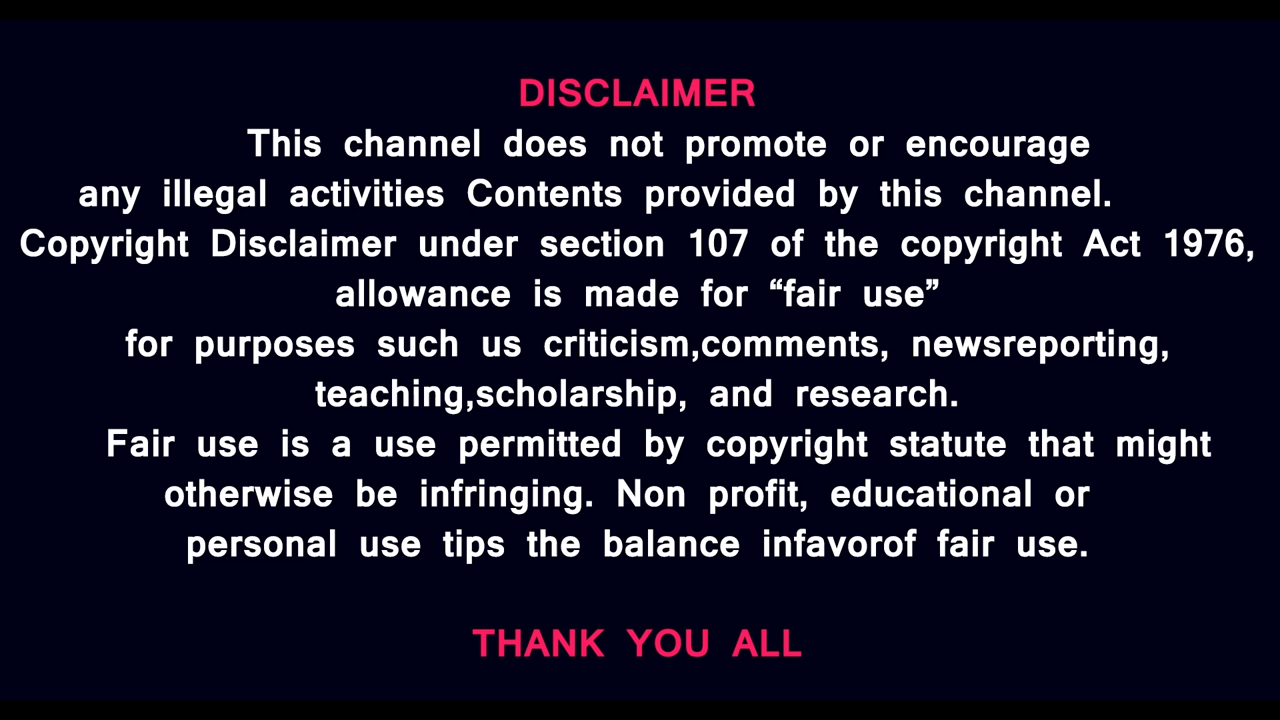 DISCLAIMER
This channel does not promote or encourage
any illegal activities Contents provided by this channel.
Copyright Disclaimer under section 107 of the copyright Act 1976,
allowance is made for “fair use”
for purposes such us criticism,comments, newsreporting,
teaching,scholarship, and research.
Fair use is a use permitted by copyright statute that might
otherwise be infringing. Non profit, educational or
personal use tips the balance infavorof fair use.
THANK YOU ALL